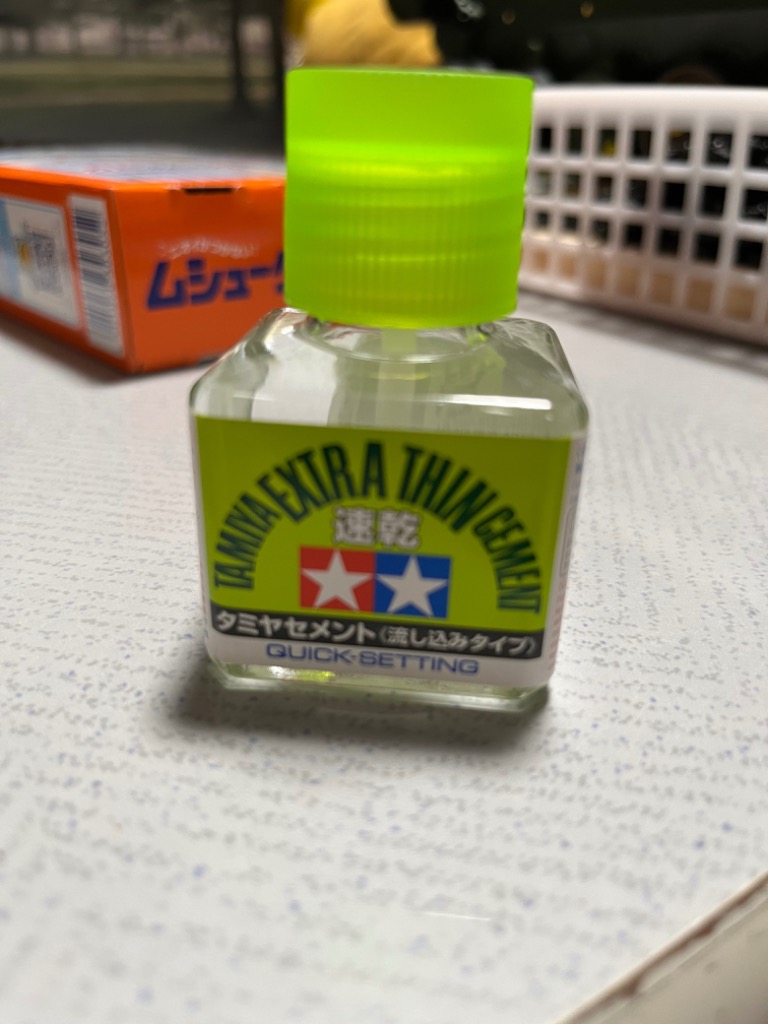 TAMIYA EXTRA THIN CEMENT
速乾
タミヤセメント(流し込みタイプ)
QUICK-SETTING
ムシューダ